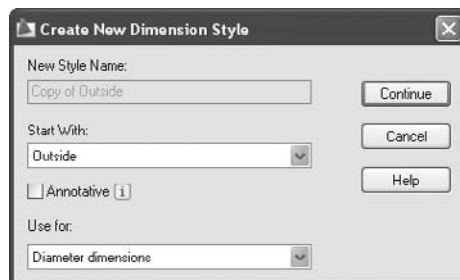 Create New Dimension Style
New Style Name:
Copy of Outside
Continue
Start With:
Outside
Cancel
Annotative i
Help
Use for:
Diameter dimensions